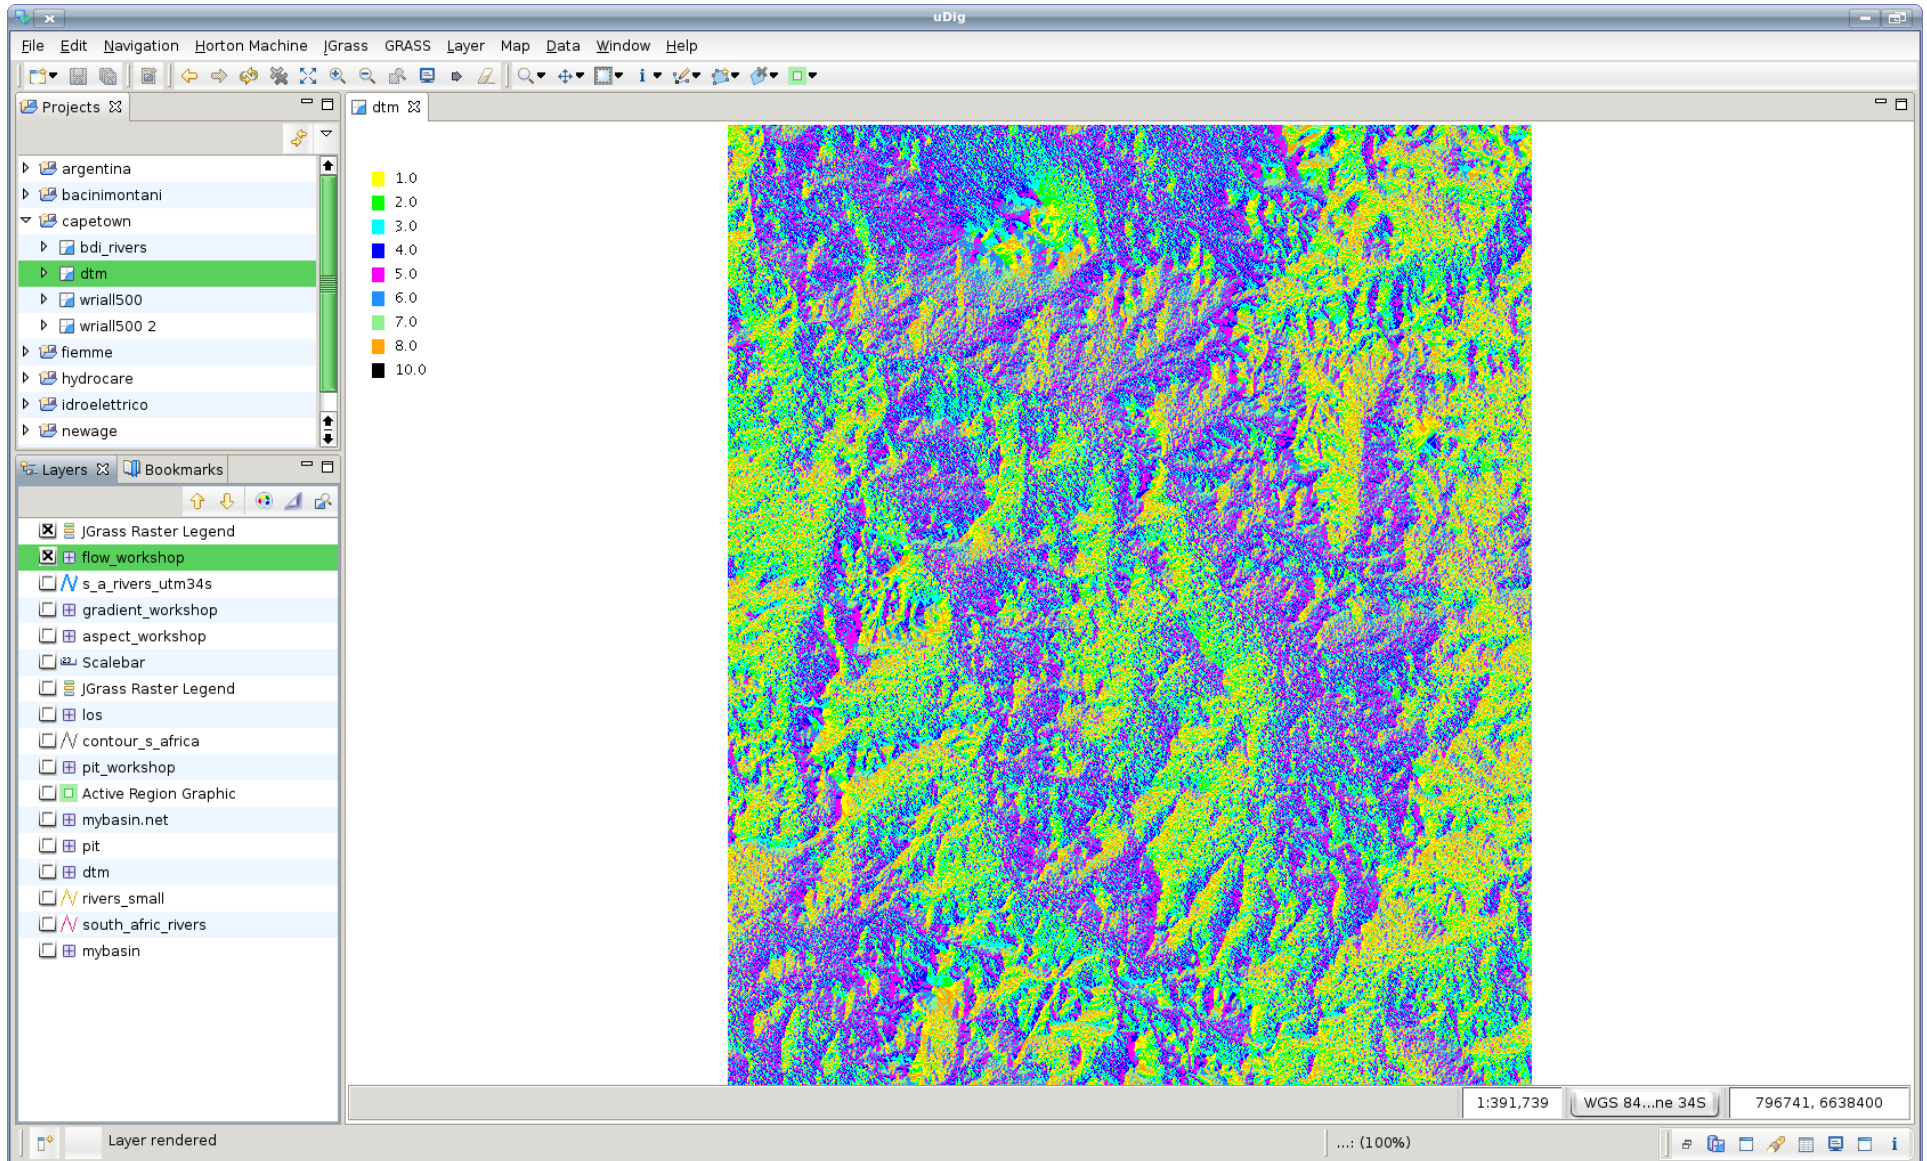 uDig
File Edit Navigation Horton Machine JGrass GRASS Layer Map Data Window Help
Projects
argentina
bacinimontani
capetown
bdi_rivers
dtm
wriall500
wriall500 2
fiemme
hydrocare
idroelettrico
newage
Layers Bookmarks
JGrass Raster Legend
flow_workshop
s_a_rivers_utm34s
gradient_workshop
aspect_workshop
Scalebar
JGrass Raster Legend
los
contour_s_africa
pit_workshop
Active Region Graphic
mybasin.net
pit
dtm
rivers_small
south_afric_rivers
mybasin
dtm
1.0
2.0
3.0
4.0
5.0
6.0
7.0
8.0
10.0
1:391,739 WGS 84...ne 34S 796741, 6638400
Layer rendered ...: (100%)